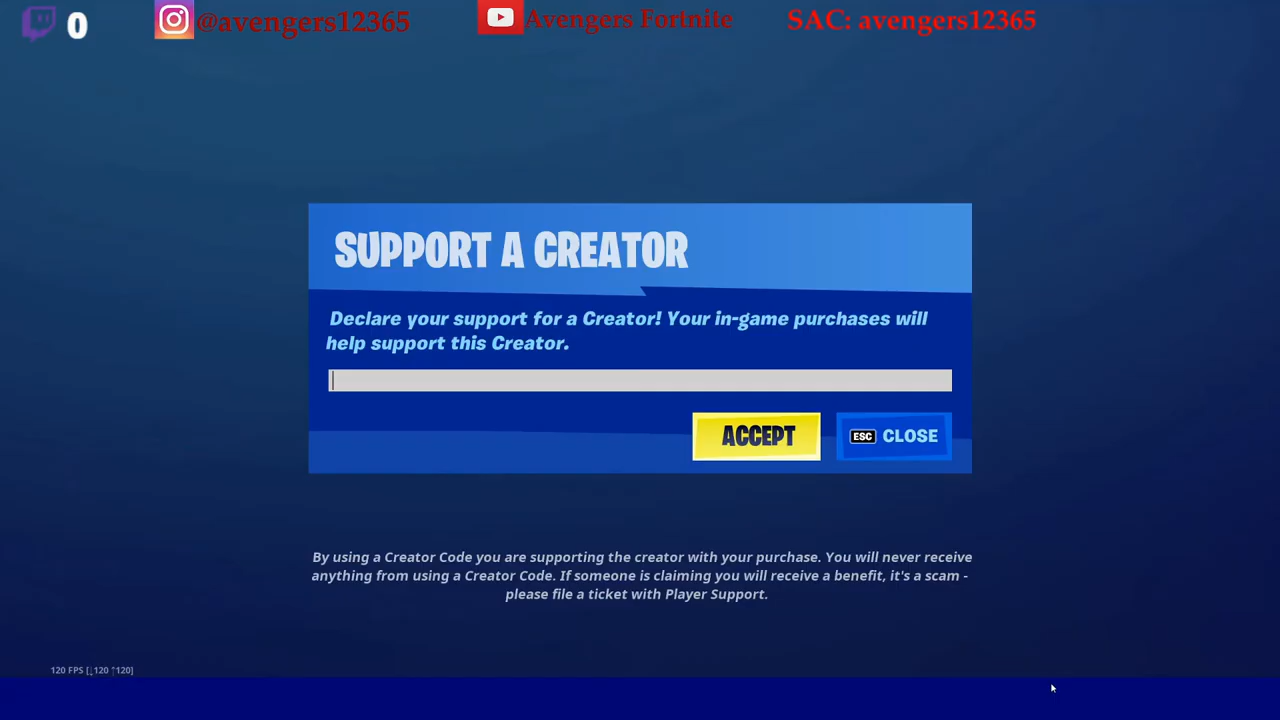 0 @avengers12365 Avengers Fortnite SAC: avengers12365
SUPPORT A CREATOR
Declare your support for a Creator! Your in-game purchases will
help support this Creator.
ACCEPT ESC CLOSE
By using a Creator Code you are supporting the creator with your purchase. You will never receive
anything from using a Creator Code. If someone is claiming you will receive a benefit, it's a scam -
please file a ticket with Player Support.
120 FPS [↓120 ↑120]